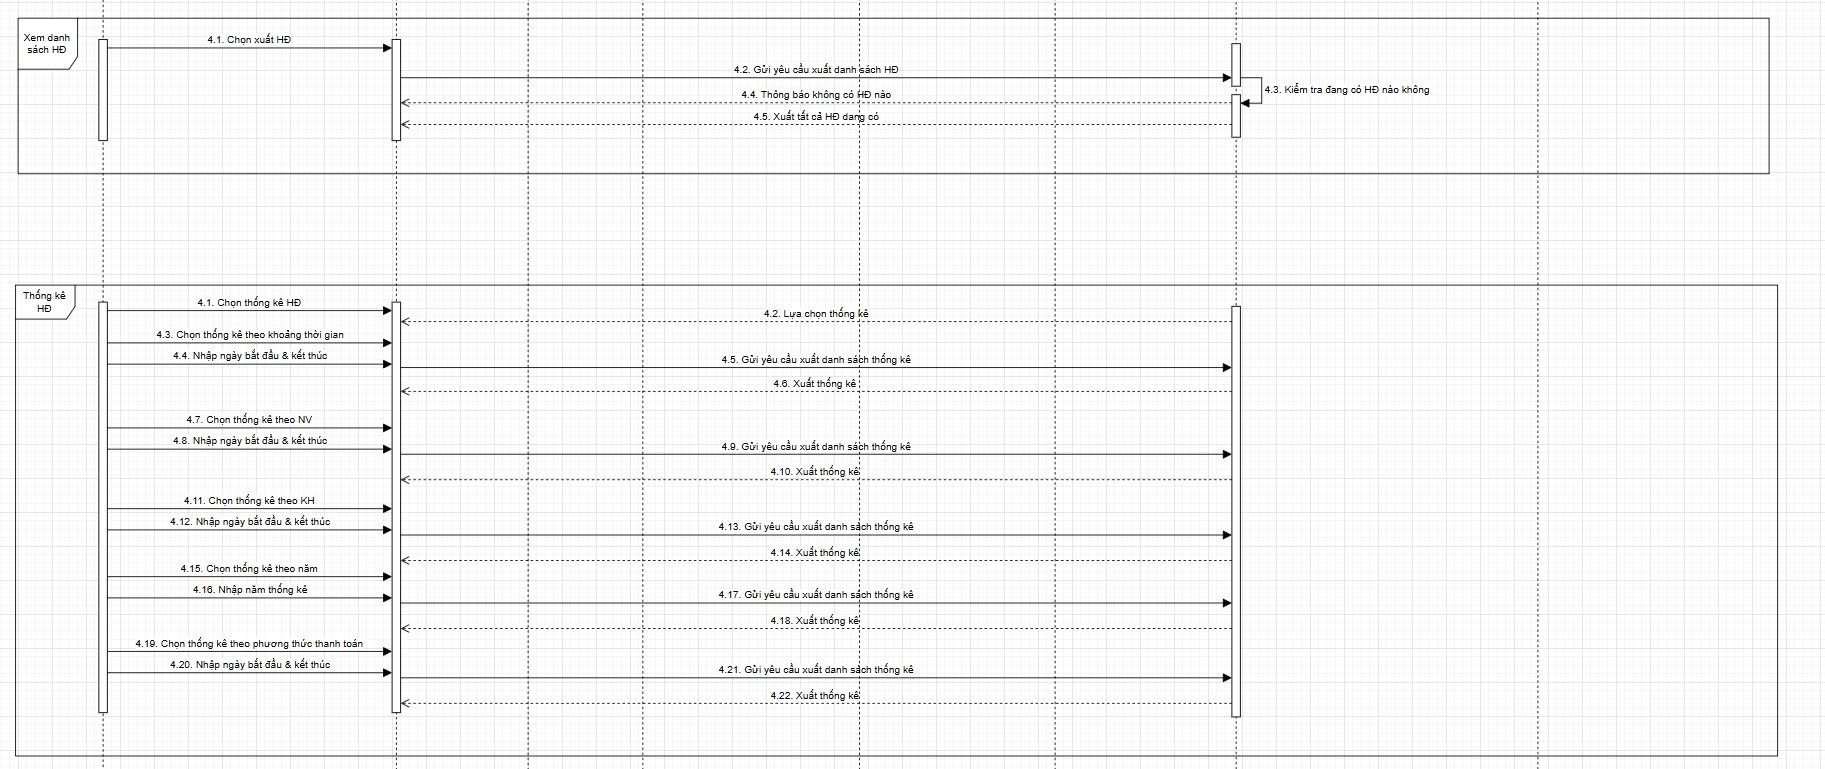 Xem danh
sách HĐ
4.1. Chọn xuất HĐ
4.2. Gửi yêu cầu xuất danh sách HĐ
4.3. Kiểm tra đang có HĐ nào không
4.4. Thông báo không có HĐ nào
4.5. Xuất tất cả HĐ dang có
Thống kê
HĐ
4.1. Chọn thống kê HĐ
4.2. Lựa chọn thống kê
4.3. Chọn thống kê theo khoảng thời gian
4.4. Nhập ngày bắt đầu & kết thúc
4.5. Gửi yêu cầu xuất danh sách thống kê
4.6. Xuất thống kê
4.7. Chọn thống kê theo NV
4.8. Nhập ngày bắt đầu & kết thúc
4.9. Gửi yêu cầu xuất danh sách thống kê
4.10. Xuất thống kê
4.11. Chọn thống kê theo KH
4.12. Nhập ngày bắt đầu & kết thúc
4.13. Gửi yêu cầu xuất danh sách thống kê
4.14. Xuất thống kê
4.15. Chọn thống kê theo năm
4.16. Nhập năm thống kê
4.17. Gửi yêu cầu xuất danh sách thống kê
4.18. Xuất thống kê
4.19. Chọn thống kê theo phương thức thanh toán
4.20. Nhập ngày bắt đầu & kết thúc
4.21. Gửi yêu cầu xuất danh sách thống kê
4.22. Xuất thống kê